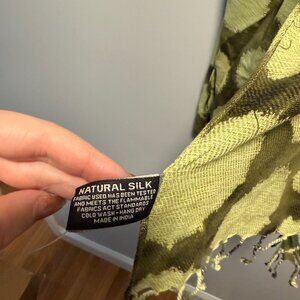 NATURAL SILK
FABRIC USED HAS BEEN TESTED
AND MEETS THE FLAMMABLE
FABRICS ACT STANDARDS
COLD WASH - HANG DRY
MADE IN INDIA